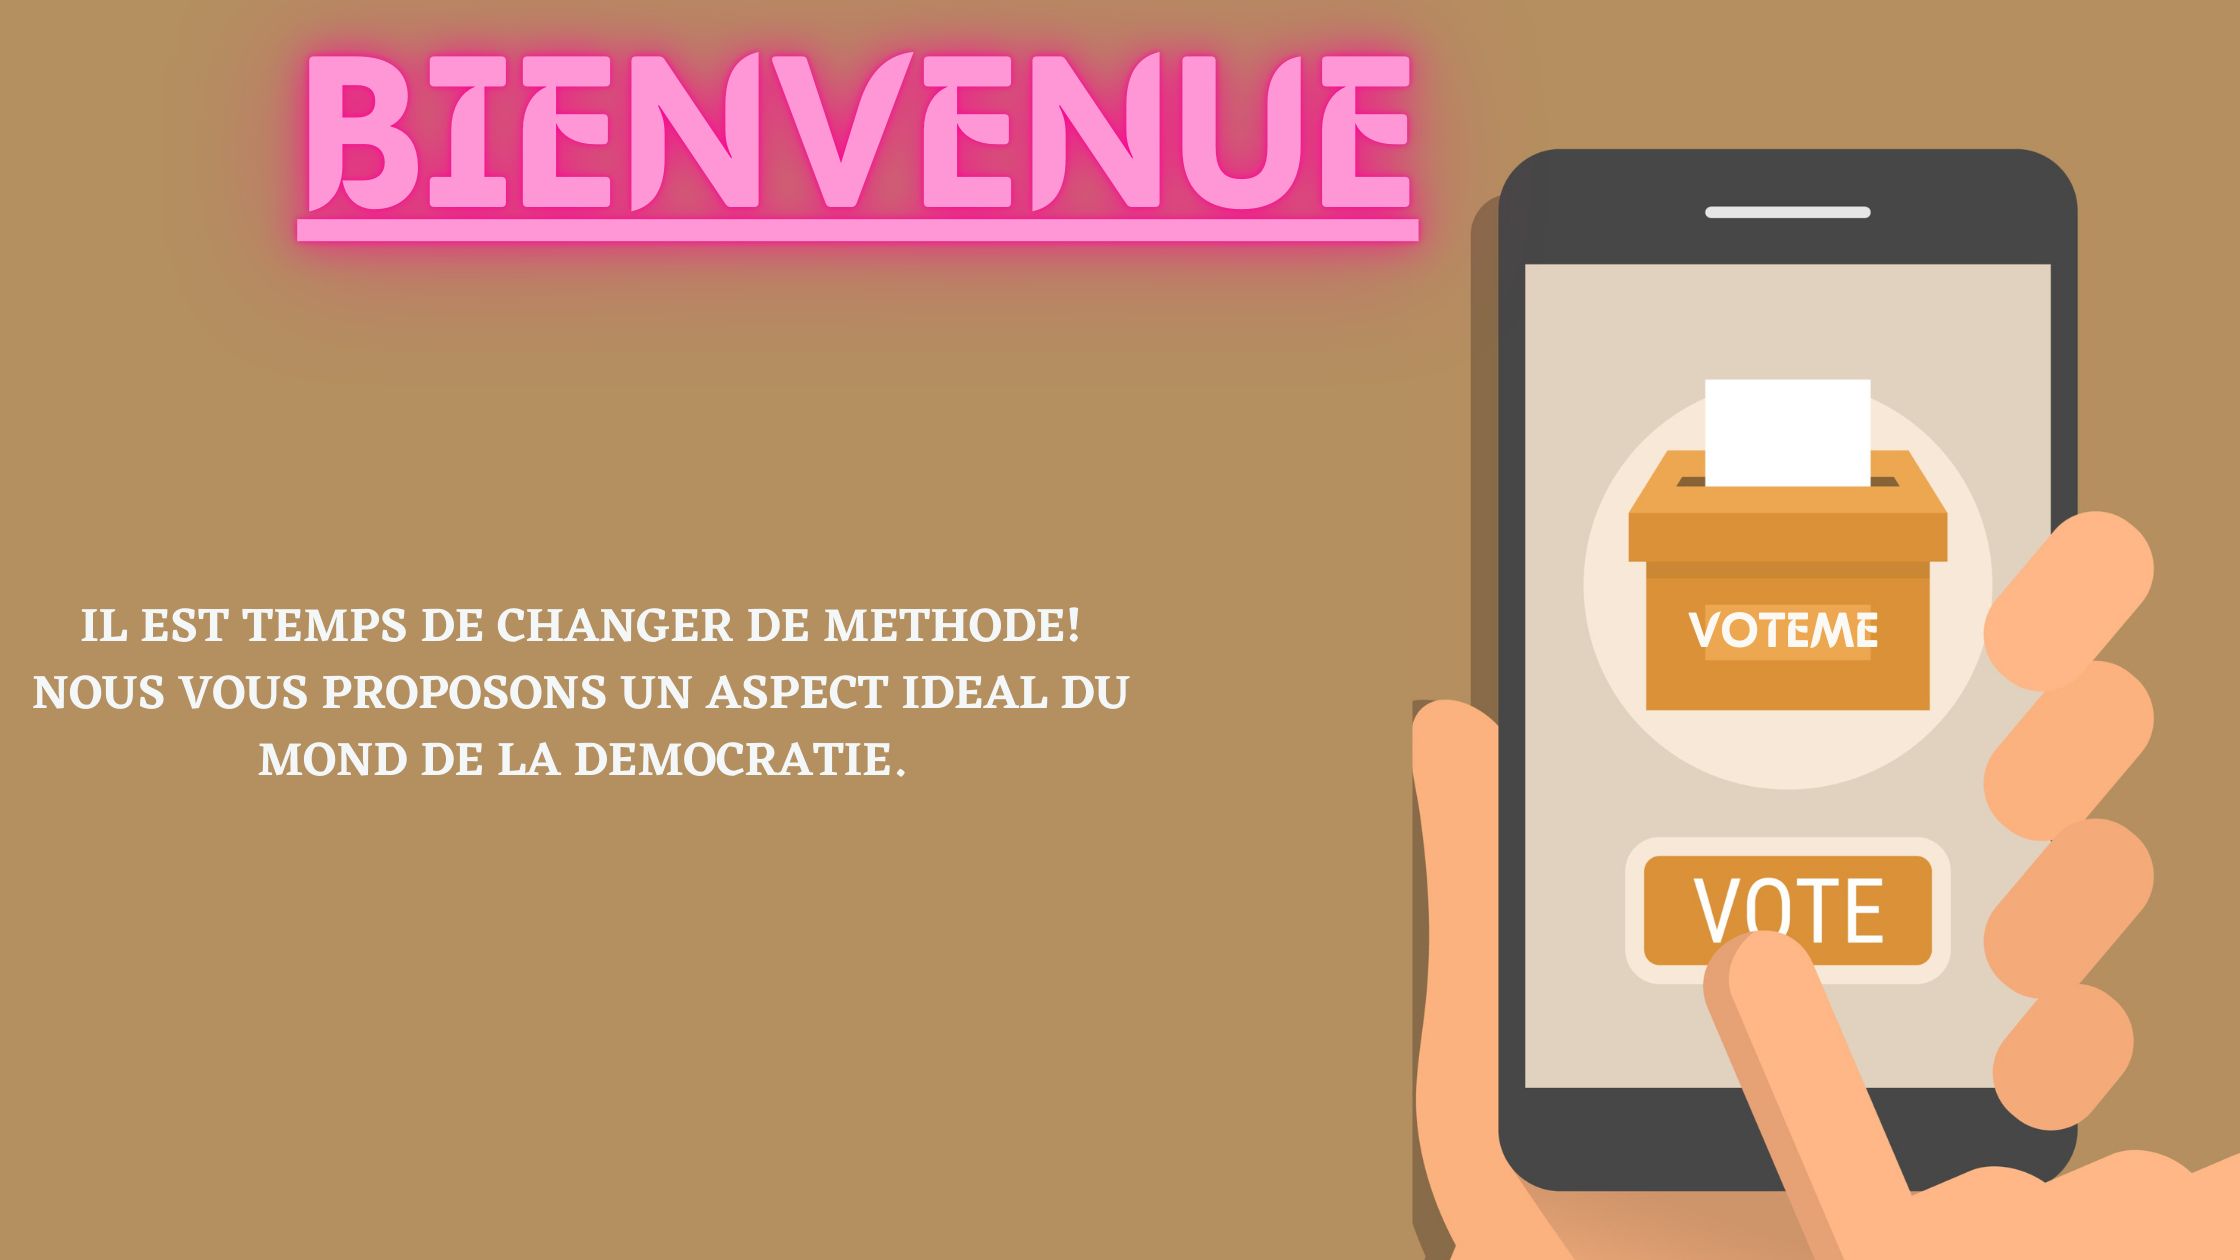 BIENVENUE
IL EST TEMPS DE CHANGER DE METHODE!
NOUS VOUS PROPOSONS UN ASPECT IDEAL DU
MOND DE LA DEMOCRATIE.
VOTEME
VOTE